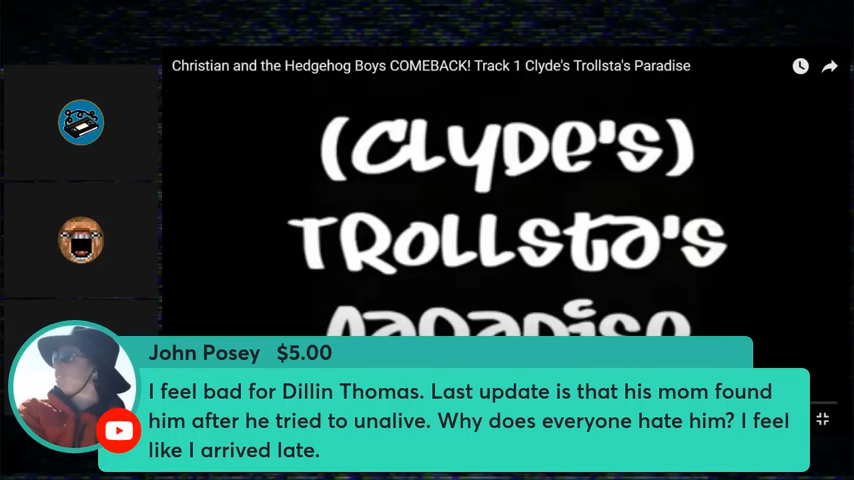 Christian and the Hedgehog Boys COMEBACK! Track 1 Clyde's Trollsta's Paradise
(Clyde's)
Trollsta's
Paradise
John Posey $5.00
I feel bad for Dillin Thomas. Last update is that his mom found
him after he tried to unalive. Why does everyone hate him? I feel
like I arrived late.